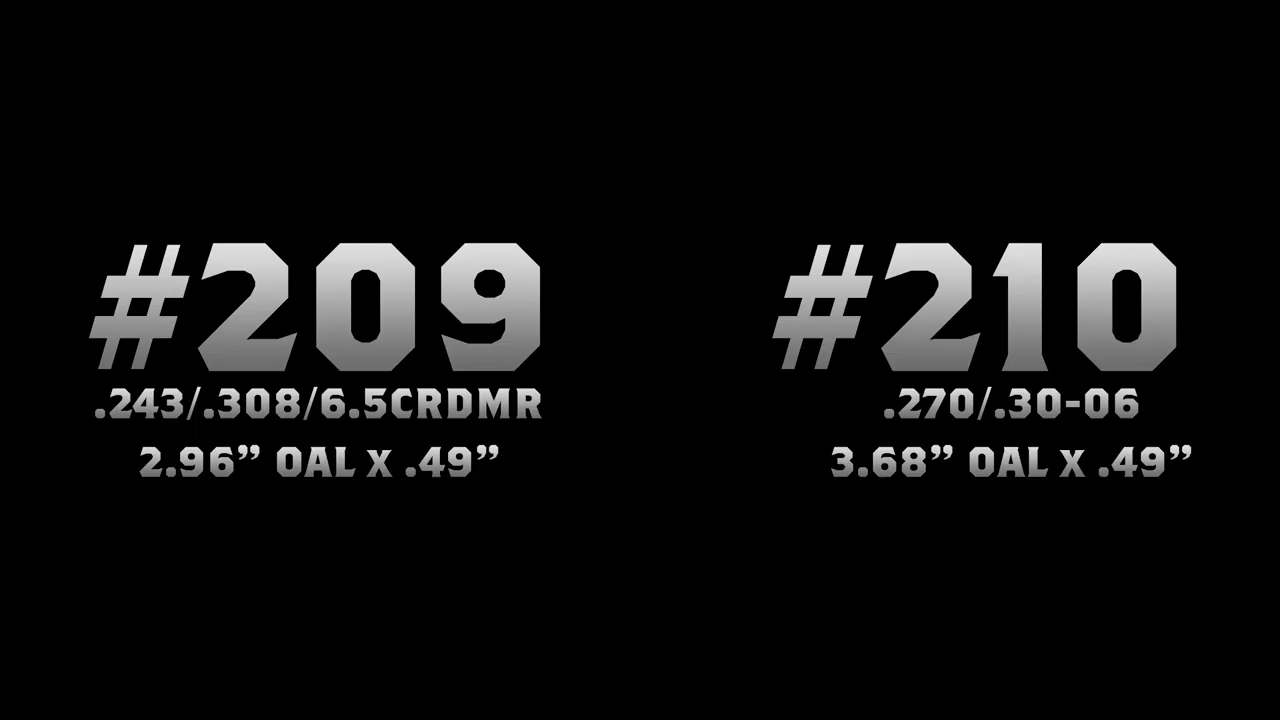 #209
.243/.308/6.5CRDMR
2.96” OAL X .49”
#210
.270/.30-06
3.68” OAL X .49”